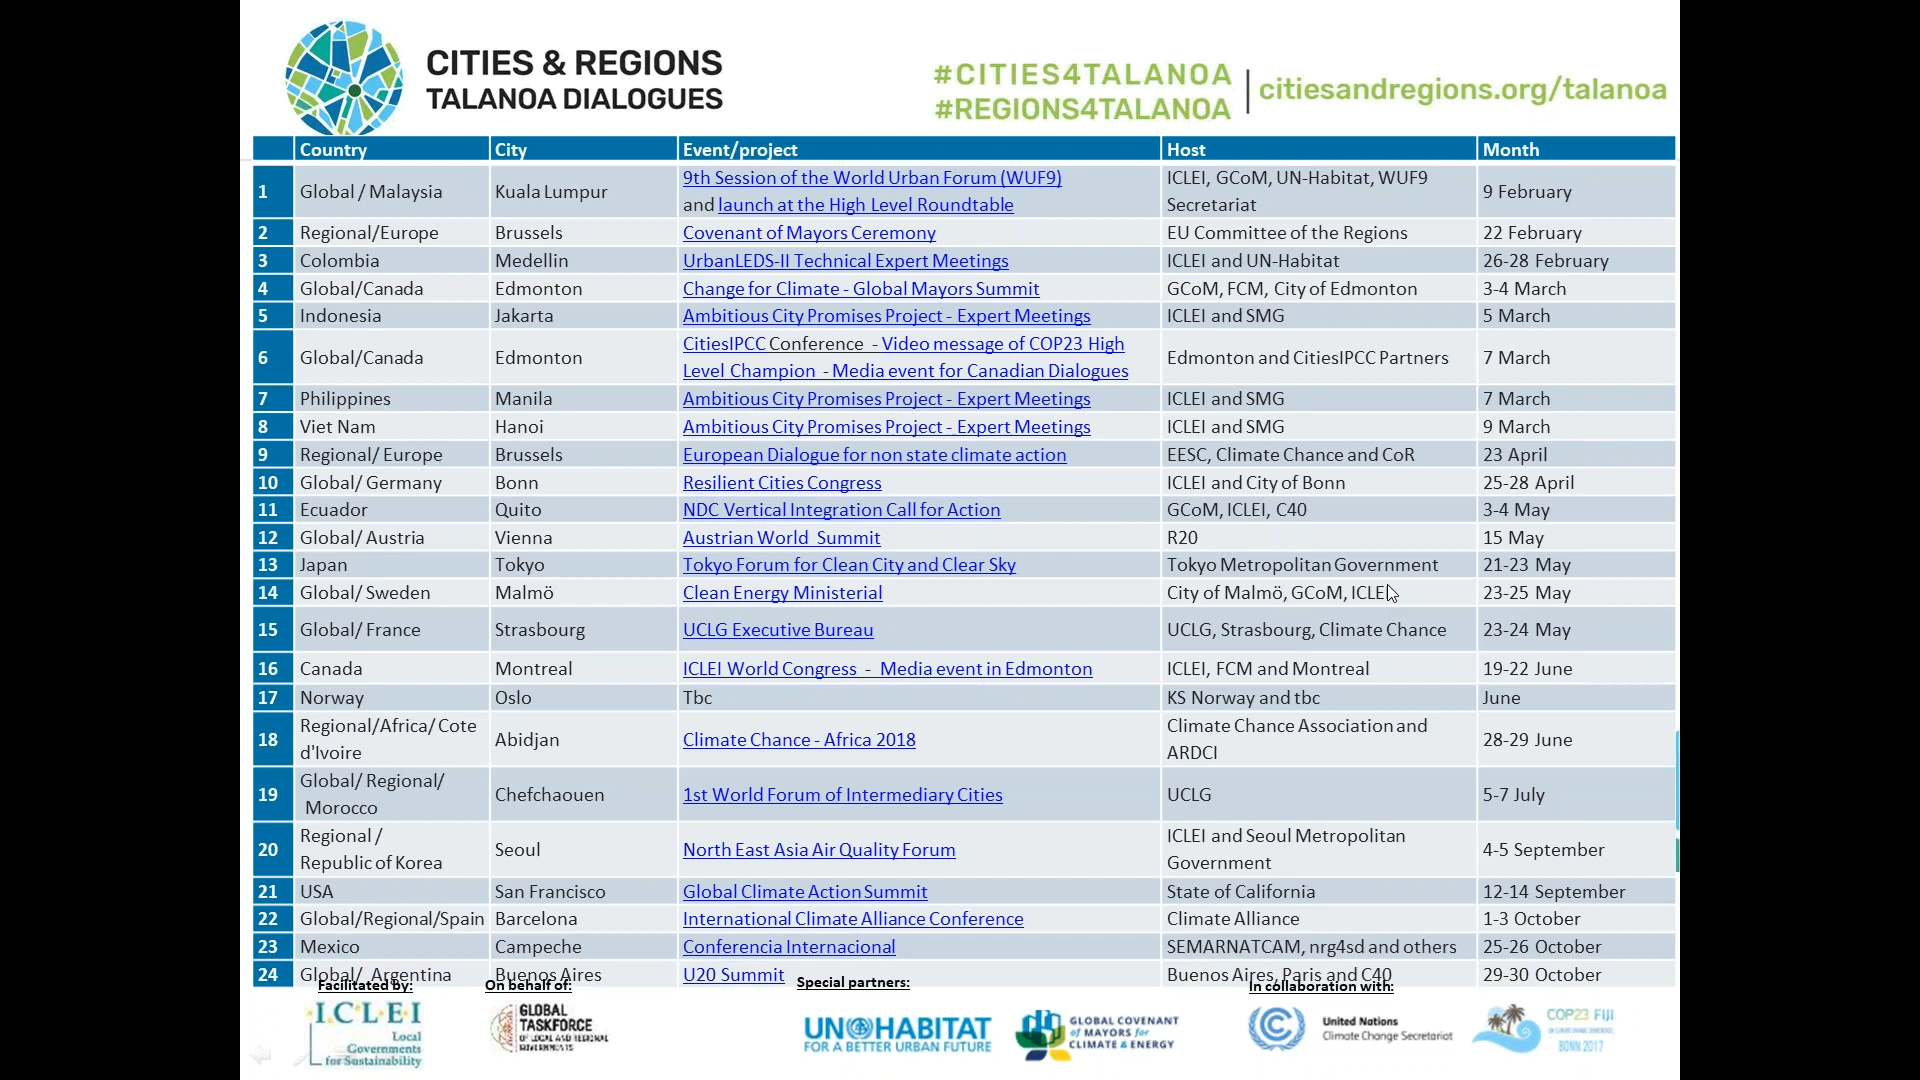 CITIES & REGIONS
TALANOA DIALOGUES
#CITIES4TALANOA
#REGIONS4TALANOA
citiesandregions.org/talanoa
Country City Event/project Host Month
1 Global / Malaysia Kuala Lumpur 9th Session of the World Urban Forum (WUF9) and launch at the High Level Roundtable ICLEI, GCoM, UN-Habitat, WUF9 Secretariat 9 February
2 Regional/Europe Brussels Covenant of Mayors Ceremony EU Committee of the Regions 22 February
3 Colombia Medellin UrbanLEDS-II Technical Expert Meetings ICLEI and UN-Habitat 26-28 February
4 Global/Canada Edmonton Change for Climate - Global Mayors Summit GCoM, FCM, City of Edmonton 3-4 March
5 Indonesia Jakarta Ambitious City Promises Project - Expert Meetings ICLEI and SMG 5 March
6 Global/Canada Edmonton CitiesIPCC Conference - Video message of COP23 High Level Champion - Media event for Canadian Dialogues Edmonton and CitiesIPCC Partners 7 March
7 Philippines Manila Ambitious City Promises Project - Expert Meetings ICLEI and SMG 7 March
8 Viet Nam Hanoi Ambitious City Promises Project - Expert Meetings ICLEI and SMG 9 March
9 Regional/ Europe Brussels European Dialogue for non state climate action EESC, Climate Chance and CoR 23 April
10 Global/ Germany Bonn Resilient Cities Congress ICLEI and City of Bonn 25-28 April
11 Ecuador Quito NDC Vertical Integration Call for Action GCoM, ICLEI, C40 3-4 May
12 Global/ Austria Vienna Austrian World Summit R20 15 May
13 Japan Tokyo Tokyo Forum for Clean City and Clear Sky Tokyo Metropolitan Government 21-23 May
14 Global/ Sweden Malmö Clean Energy Ministerial City of Malmö, GCoM, ICLEI 23-25 May
15 Global/ France Strasbourg UCLG Executive Bureau UCLG, Strasbourg, Climate Chance 23-24 May
16 Canada Montreal ICLEI World Congress - Media event in Edmonton ICLEI, FCM and Montreal 19-22 June
17 Norway Oslo Tbc KS Norway and tbc June
18 Regional/Africa/ Cote d'Ivoire Abidjan Climate Chance - Africa 2018 Climate Chance Association and ARDCI 28-29 June
19 Global/ Regional/ Morocco Chefchaouen 1st World Forum of Intermediary Cities UCLG 5-7 July
20 Regional / Republic of Korea Seoul North East Asia Air Quality Forum ICLEI and Seoul Metropolitan Government 4-5 September
21 USA San Francisco Global Climate Action Summit State of California 12-14 September
22 Global/Regional/Spain Barcelona International Climate Alliance Conference Climate Alliance 1-3 October
23 Mexico Campeche Conferencia Internacional SEMARNATCAM, nrg4sd and others 25-26 October
24 Global/ Argentina Buenos Aires U20 Summit Buenos Aires, Paris and C40 29-30 October
Facilitated by: On behalf of: Special partners: In collaboration with:
I.C.L.E.I
Local
Governments
for Sustainability
GLOBAL
TASKFORCE
OF LOCAL AND REGIONAL
GOVERNMENTS
UN HABITAT
FOR A BETTER URBAN FUTURE
GLOBAL COVENANT
of MAYORS for
CLIMATE & ENERGY
United Nations
Climate Change Secretariat
COP23 FIJI
UN CLIMATE CHANGE CONFERENCE
BONN 2017